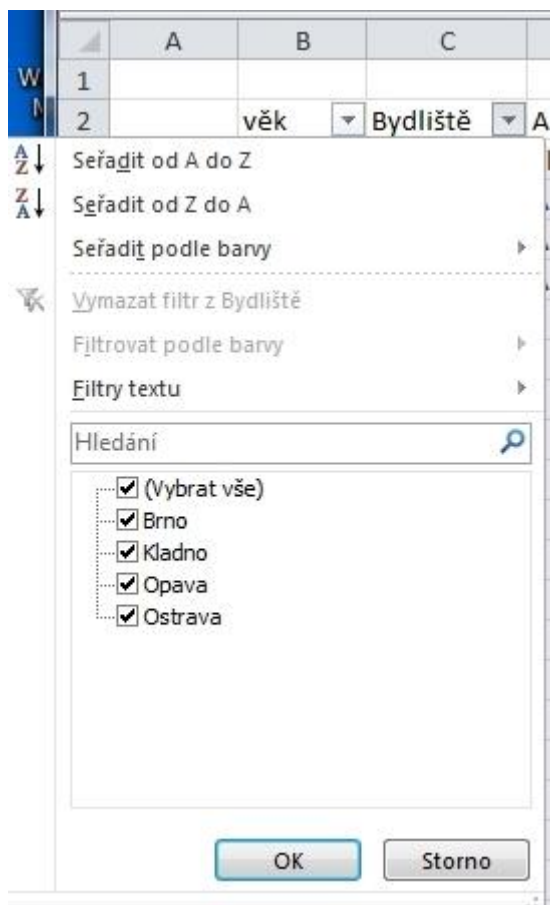 A B C
W 1
M 2 věk Bydliště A
Seřadit od A do Z
Seřadit od Z do A
Seřadit podle barvy
Vymazat filtr z Bydliště
Filtrovat podle barvy
Filtry textu
Hledání
(Vybrat vše)
Brno
Kladno
Opava
Ostrava
OK Storno